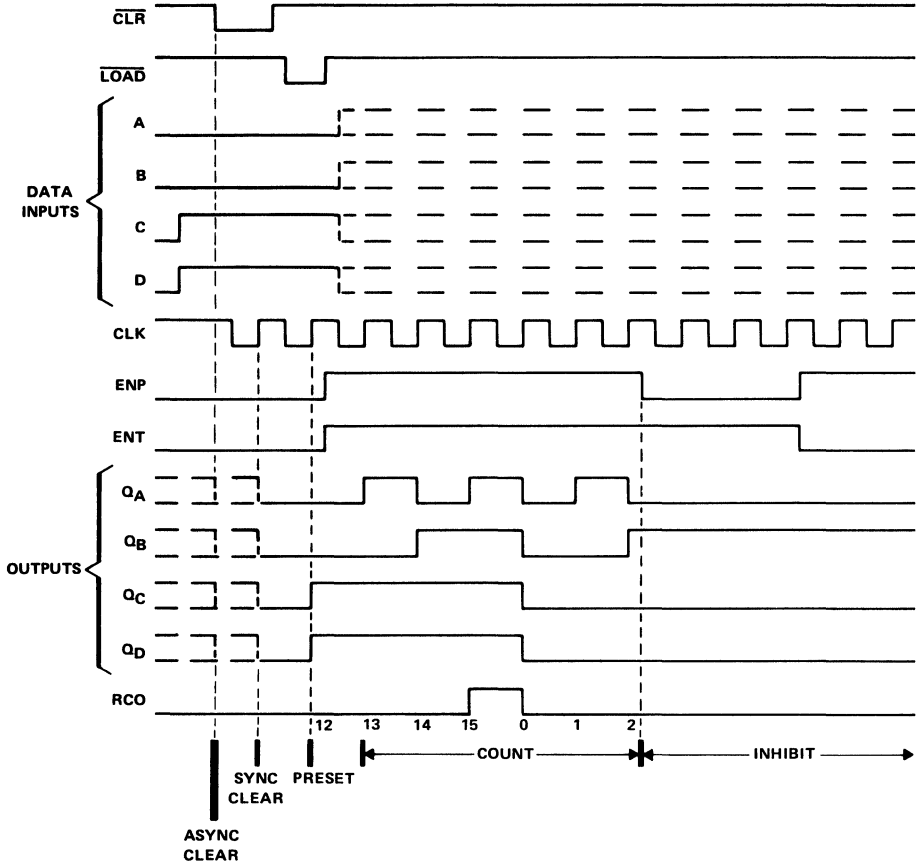 CLR
LOAD
A
B
DATA
INPUTS
C
D
CLK
ENP
ENT
QA
QB
OUTPUTS
QC
QD
RCO
12 13 14 15 0 1 2
SYNC
CLEAR
PRESET
COUNT
INHIBIT
ASYNC
CLEAR